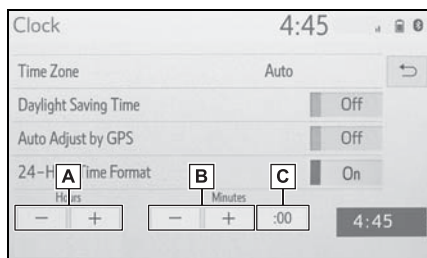 Clock 4:45
Time Zone Auto
Daylight Saving Time Off
Auto Adjust by GPS Off
24-H Time Format On
A B C
Hours Minutes
− + − + :00 4:45